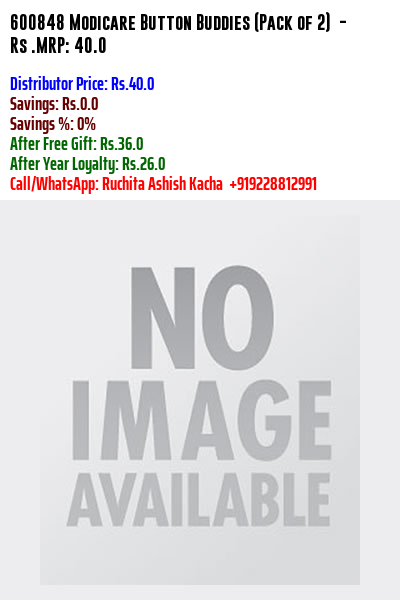 600848 Modicare Button Buddies (Pack of 2) -
Rs .MRP: 40.0
Distributor Price: Rs.40.0
Savings: Rs.0.0
Savings %: 0%
After Free Gift: Rs.36.0
After Year Loyalty: Rs.26.0
Call/WhatsApp: Ruchita Ashish Kacha +919228812991
NO
IMAGE
AVAILABLE